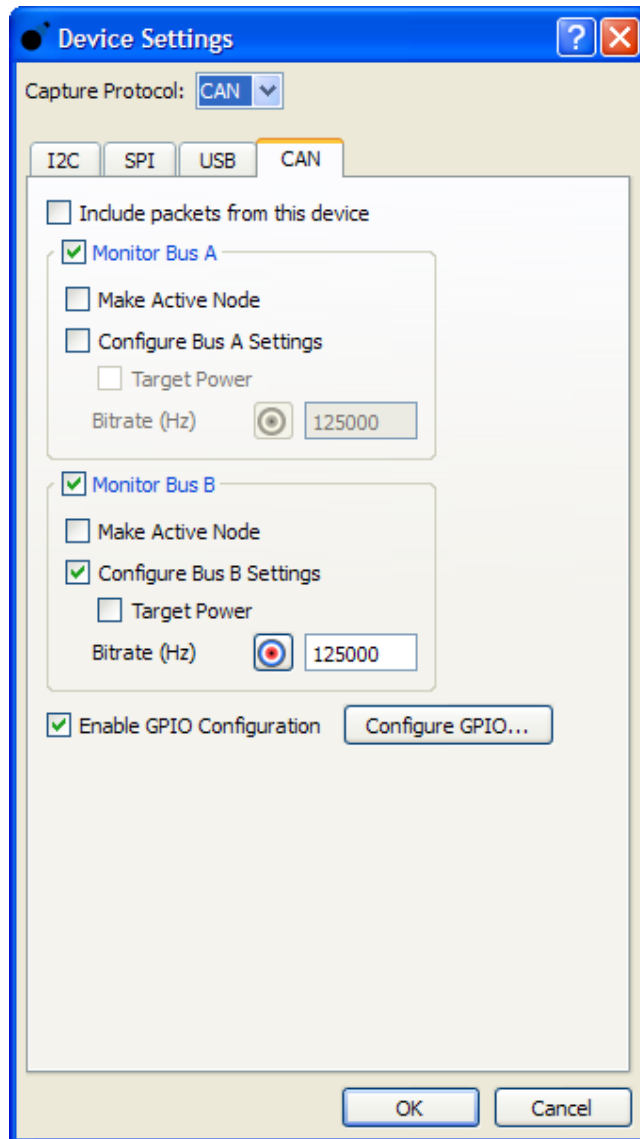 Device Settings
Capture Protocol: CAN
I2C SPI USB CAN
Include packets from this device
Monitor Bus A
Make Active Node
Configure Bus A Settings
Target Power
Bitrate (Hz) 125000
Monitor Bus B
Make Active Node
Configure Bus B Settings
Target Power
Bitrate (Hz) 125000
Enable GPIO Configuration Configure GPIO...
OK Cancel